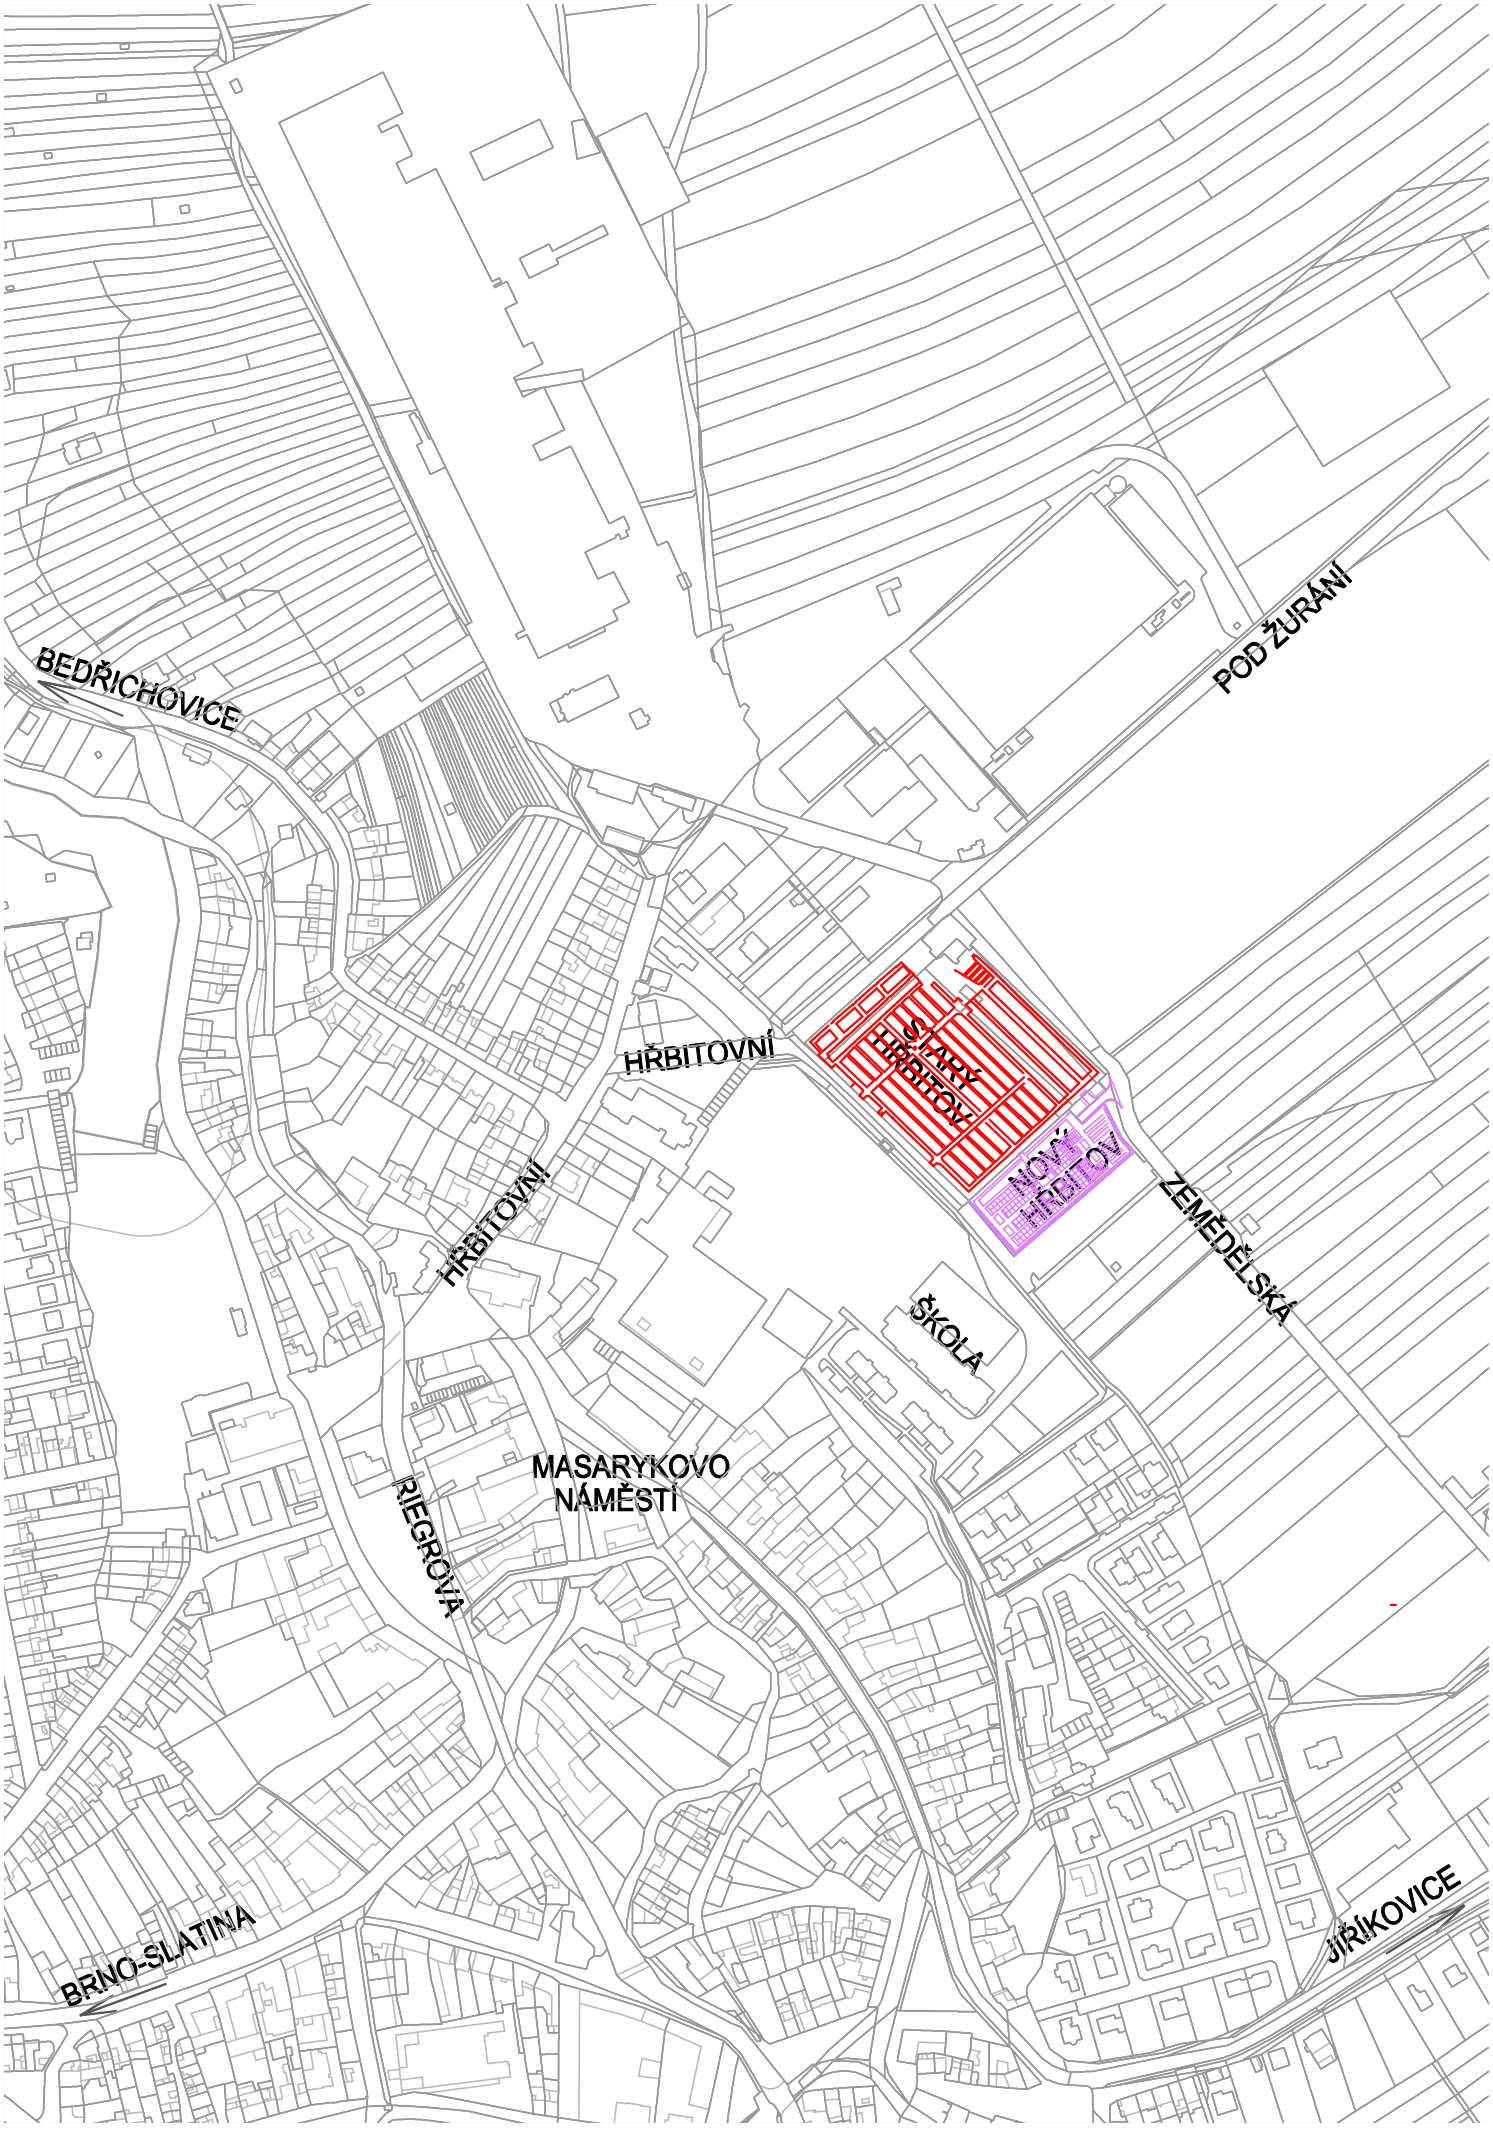 POD ŽURÁNÍ
BEDŘICHOVICE
STARÝ
HŘBITOV
HŘBITOVNÍ
NOVÝ
HŘBITOV
HŘBITOVNÍ
ZEMĚDĚLSKÁ
ŠKOLA
MASARYKOVO
NÁMĚSTÍ
RIEGROVA
BRNO-SLATINA
JIŘÍKOVICE